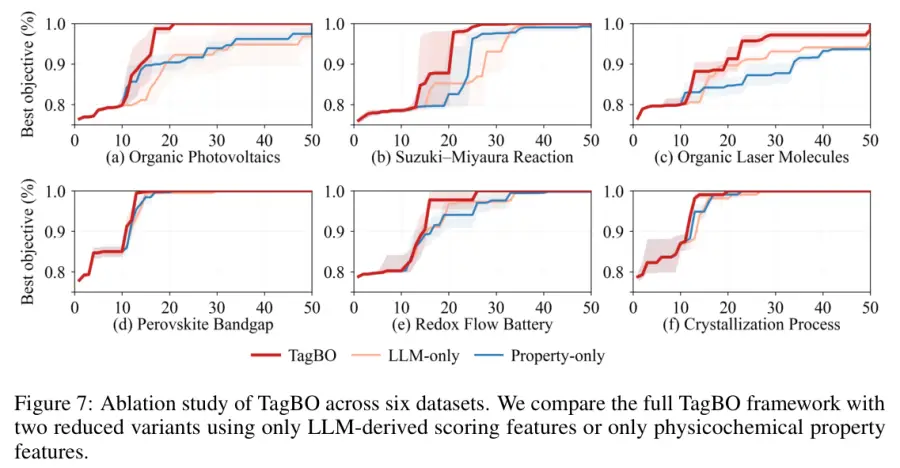 Best objective (%)
1.0
0.9
0.8
0 10 20 30 40 50
(a) Organic Photovoltaics
1.0
0.9
0.8
0 10 20 30 40 50
(b) Suzuki–Miyaura Reaction
1.0
0.9
0.8
0 10 20 30 40 50
(c) Organic Laser Molecules
Best objective (%)
1.0
0.9
0.8
0 10 20 30 40 50
(d) Perovskite Bandgap
1.0
0.9
0.8
0 10 20 30 40 50
(e) Redox Flow Battery
1.0
0.9
0.8
0 10 20 30 40 50
(f) Crystallization Process
TagBO LLM-only Property-only
Figure 7: Ablation study of TagBO across six datasets. We compare the full TagBO framework with
two reduced variants using only LLM-derived scoring features or only physicochemical property
features.